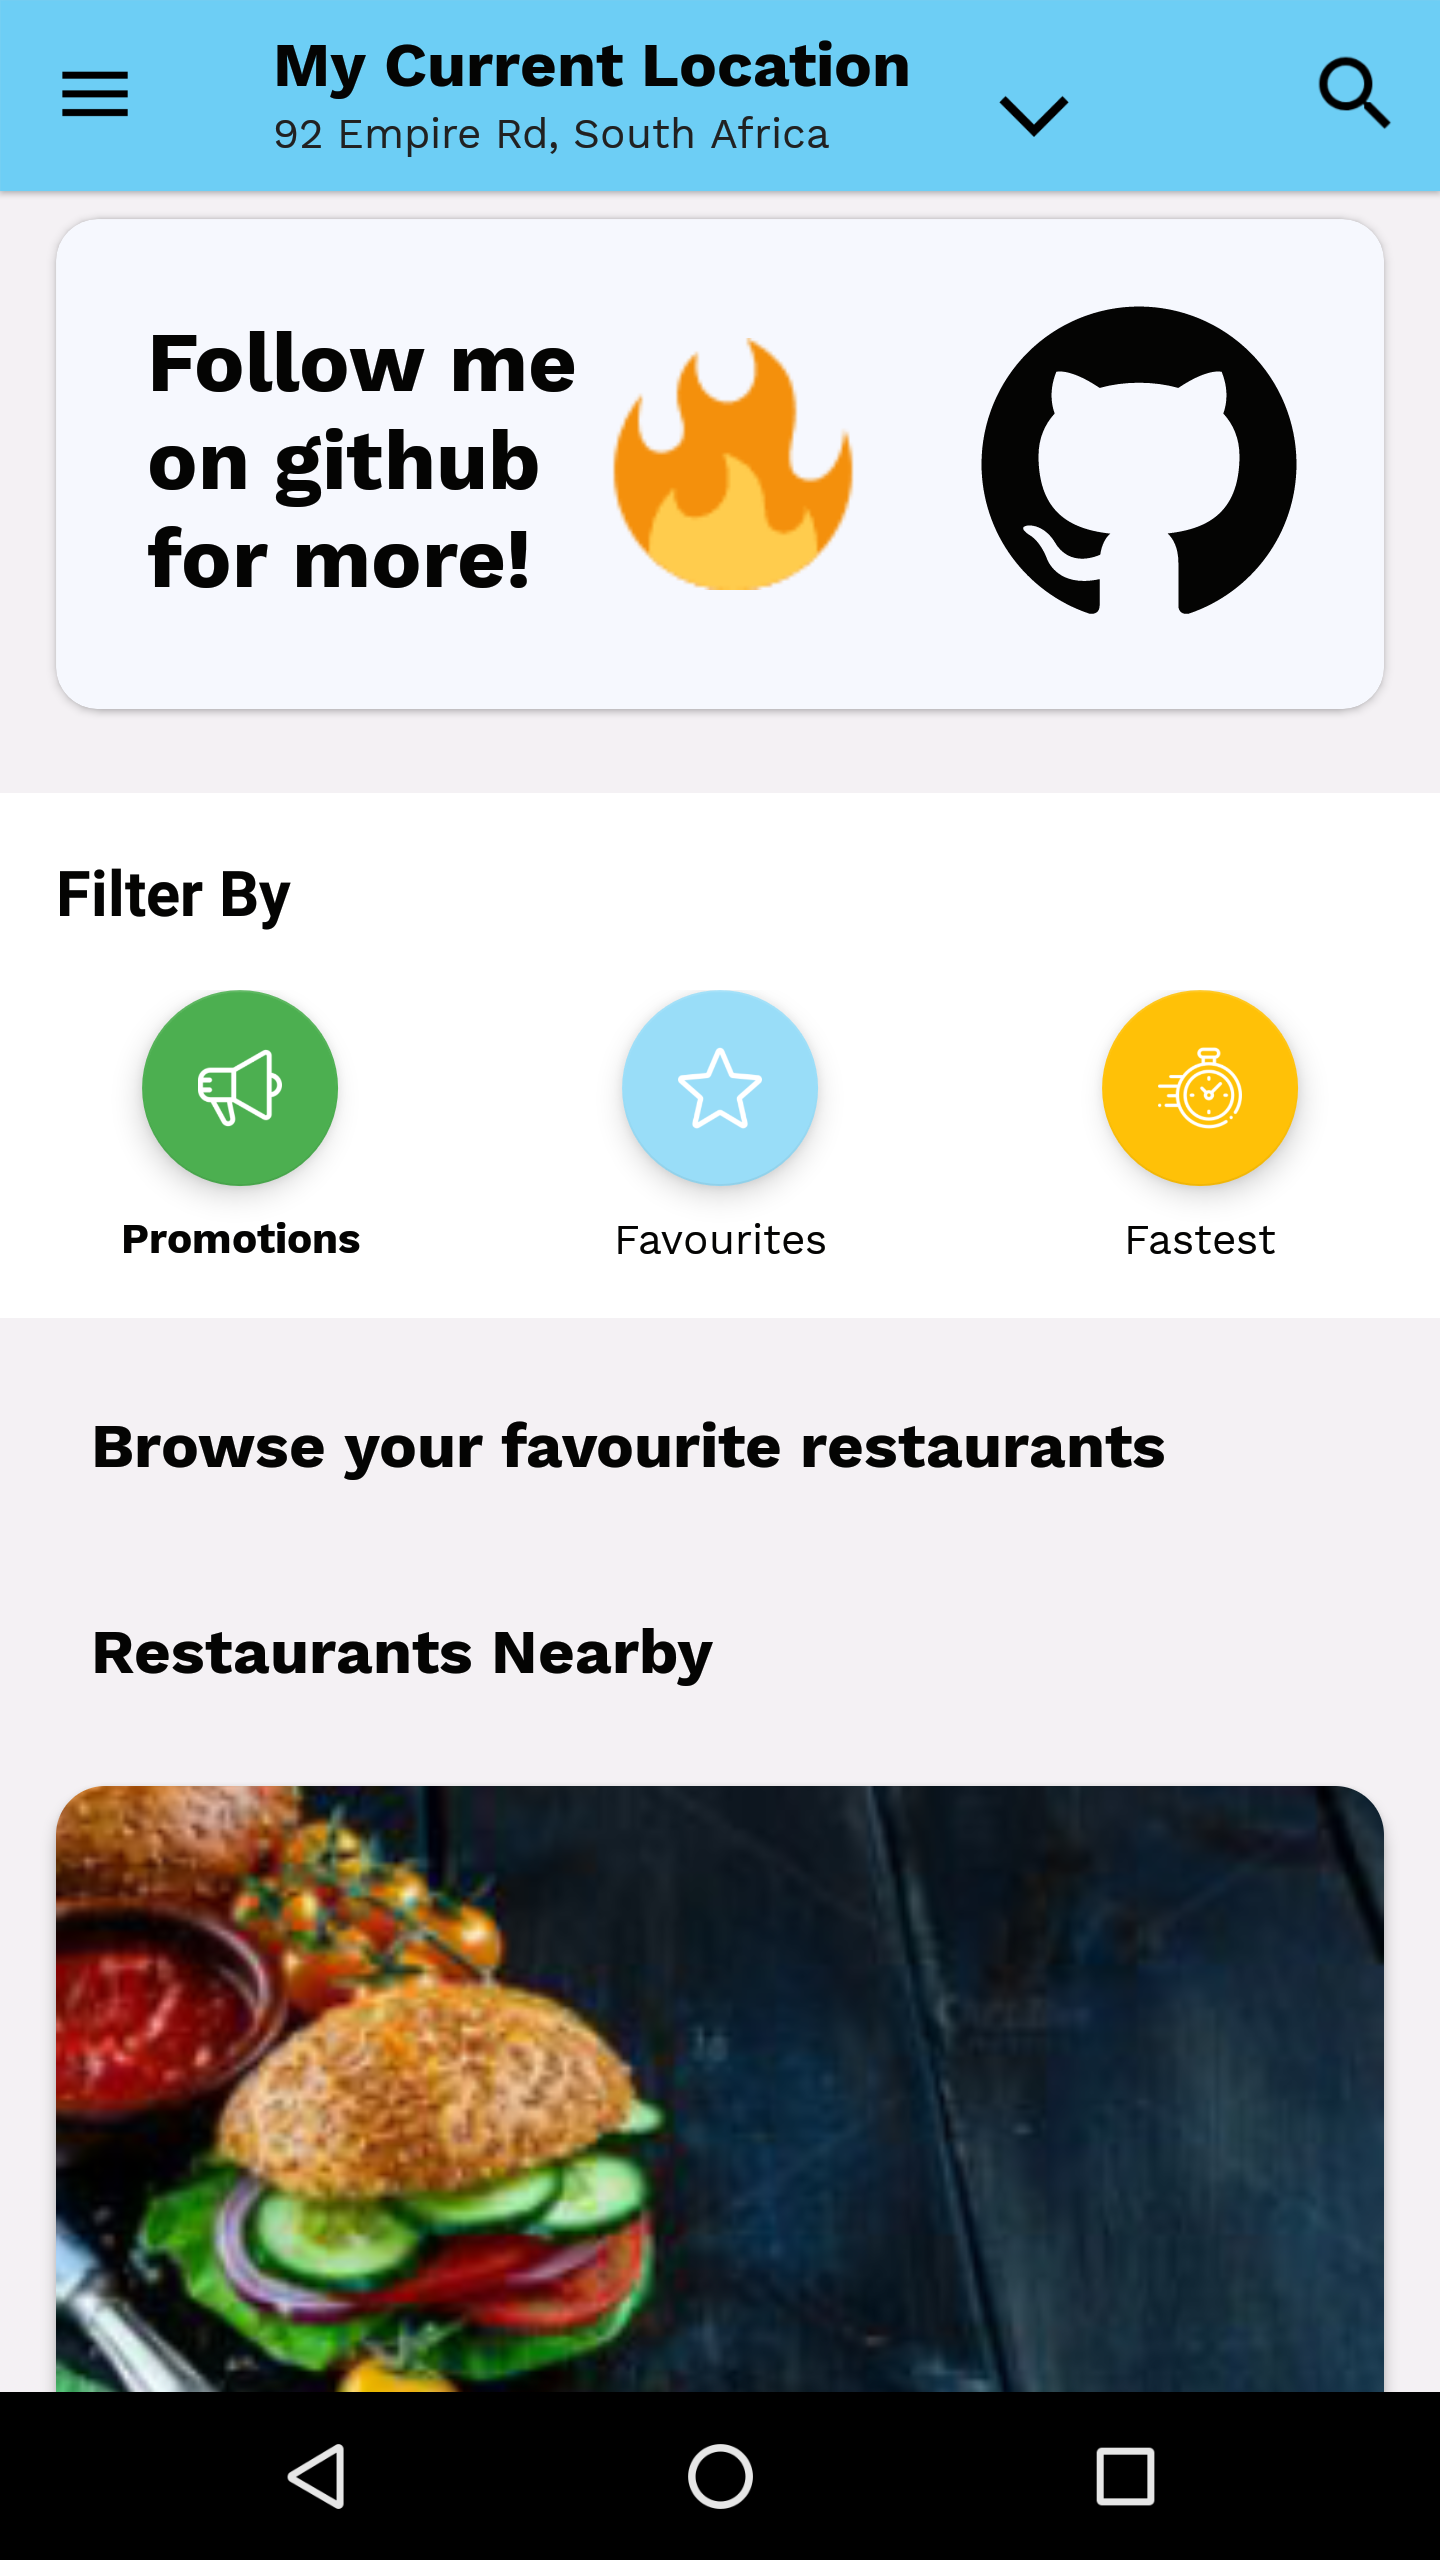 My Current Location
92 Empire Rd, South Africa
Follow me
on github
for more!
Filter By
Promotions
Favourites
Fastest
Browse your favourite restaurants
Restaurants Nearby